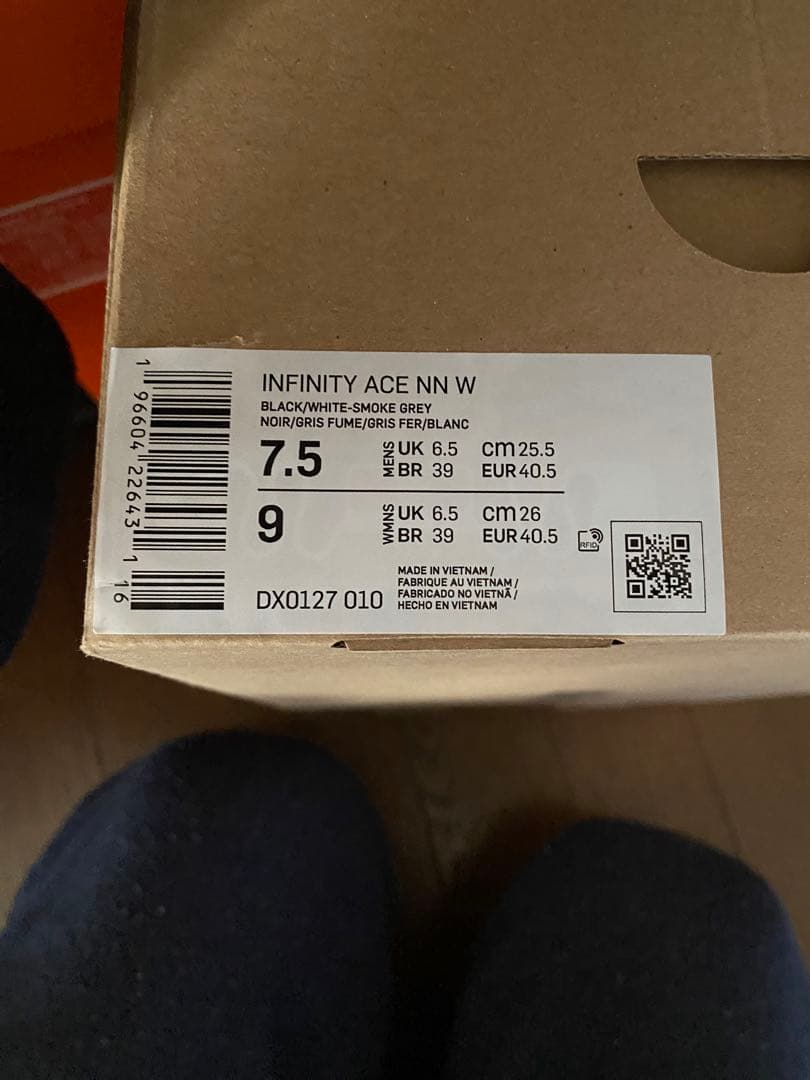 INFINITY ACE NN W
BLACK/WHITE-SMOKE GREY
NOIR/GRIS FUME/GRIS FER/BLANC
7.5 MENS UK 6.5 cm 25.5
BR 39 EUR 40.5
9 WMNS UK 6.5 cm 26
BR 39 EUR 40.5
RFID
MADE IN VIETNAM /
FABRIQUE AU VIETNAM /
FABRICADO NO VIETNÃ /
HECHO EN VIETNAM
DX0127 010
1 96604 22643 1 16